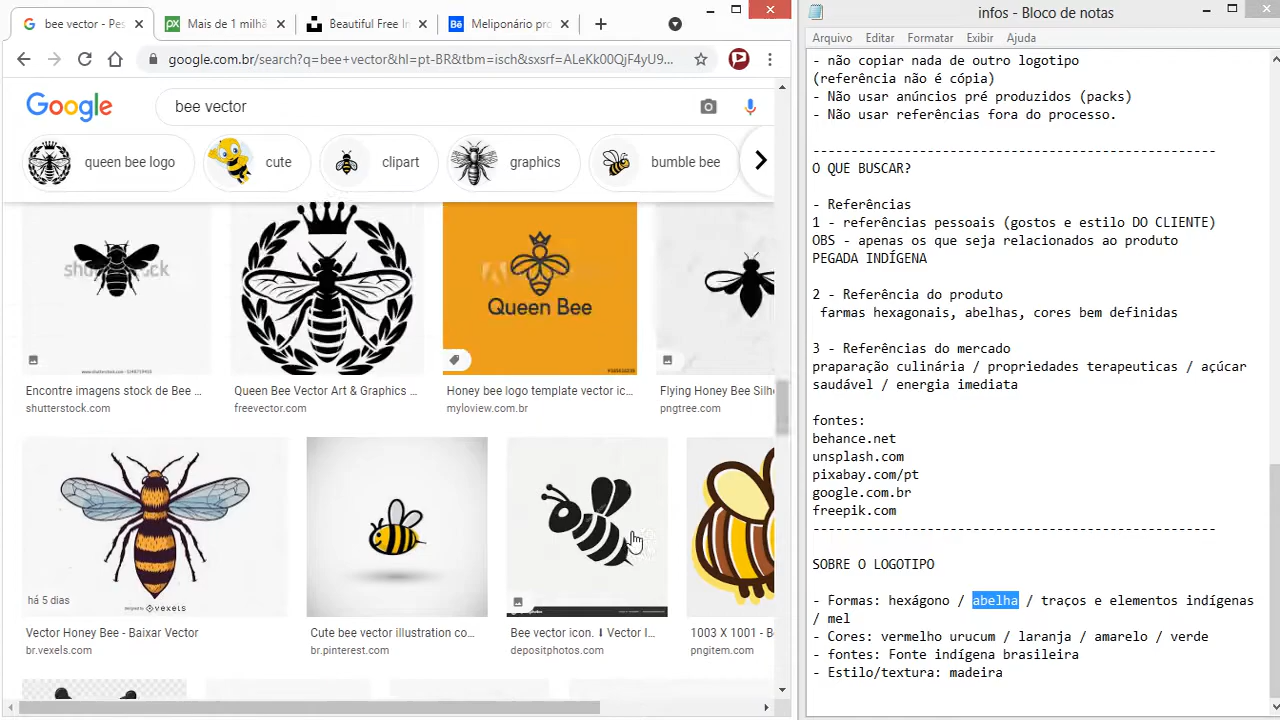 bee vector - Pes
Mais de 1 milhã
Beautiful Free In
Meliponário pro
google.com.br/search?q=bee+vector&hl=pt-BR&tbm=isch&sxsrf=ALeKk00QjF4yU9...
Google
bee vector
queen bee logo
cute
clipart
graphics
bumble bee
shutterstock
Queen Bee
Encontre imagens stock de Bee ...
shutterstock.com
Queen Bee Vector Art & Graphics ...
freevector.com
Honey bee logo template vector ic...
myloview.com.br
Flying Honey Bee Silh
pngtree.com
há 5 dias
vexels
Vector Honey Bee - Baixar Vector
br.vexels.com
Cute bee vector illustration co...
br.pinterest.com
Bee vector icon. ⬇ Vector I...
depositphotos.com
1003 X 1001 - B
pngitem.com
infos - Bloco de notas
Arquivo Editar Formatar Exibir Ajuda
- não copiar nada de outro logotipo
(referência não é cópia)
- Não usar anúncios pré produzidos (packs)
- Não usar referências fora do processo.
-----------------------------------------------------
O QUE BUSCAR?
- Referências
1 - referências pessoais (gostos e estilo DO CLIENTE)
OBS - apenas os que seja relacionados ao produto
PEGADA INDÍGENA
2 - Referência do produto
farmas hexagonais, abelhas, cores bem definidas
3 - Referências do mercado
preparação culinária / propriedades terapeuticas / açúcar
saudável / energia imediata
fontes:
behance.net
unsplash.com
pixabay.com/pt
google.com.br
freepik.com
-----------------------------------------------------
SOBRE O LOGOTIPO
- Formas: hexágono / abelha / traços e elementos indígenas
/ mel
- Cores: vermelho urucum / laranja / amarelo / verde
- fontes: Fonte indígena brasileira
- Estilo/textura: madeira